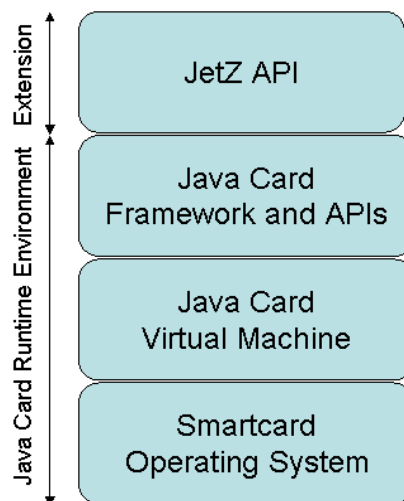 Extension
JetZ API
Java Card Runtime Environment
Java Card
Framework and APIs
Java Card
Virtual Machine
Smartcard
Operating System